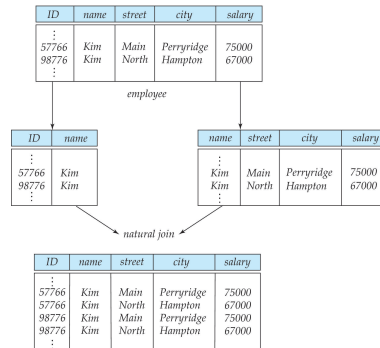 ID name street city salary
⋮
57766 Kim Main Perryridge 75000
98776 Kim North Hampton 67000
⋮
employee
ID name
⋮
57766 Kim
98776 Kim
⋮
name street city salary
⋮
Kim Main Perryridge 75000
Kim North Hampton 67000
⋮
natural join
ID name street city salary
⋮
57766 Kim Main Perryridge 75000
57766 Kim North Hampton 67000
98776 Kim Main Perryridge 75000
98776 Kim North Hampton 67000
⋮